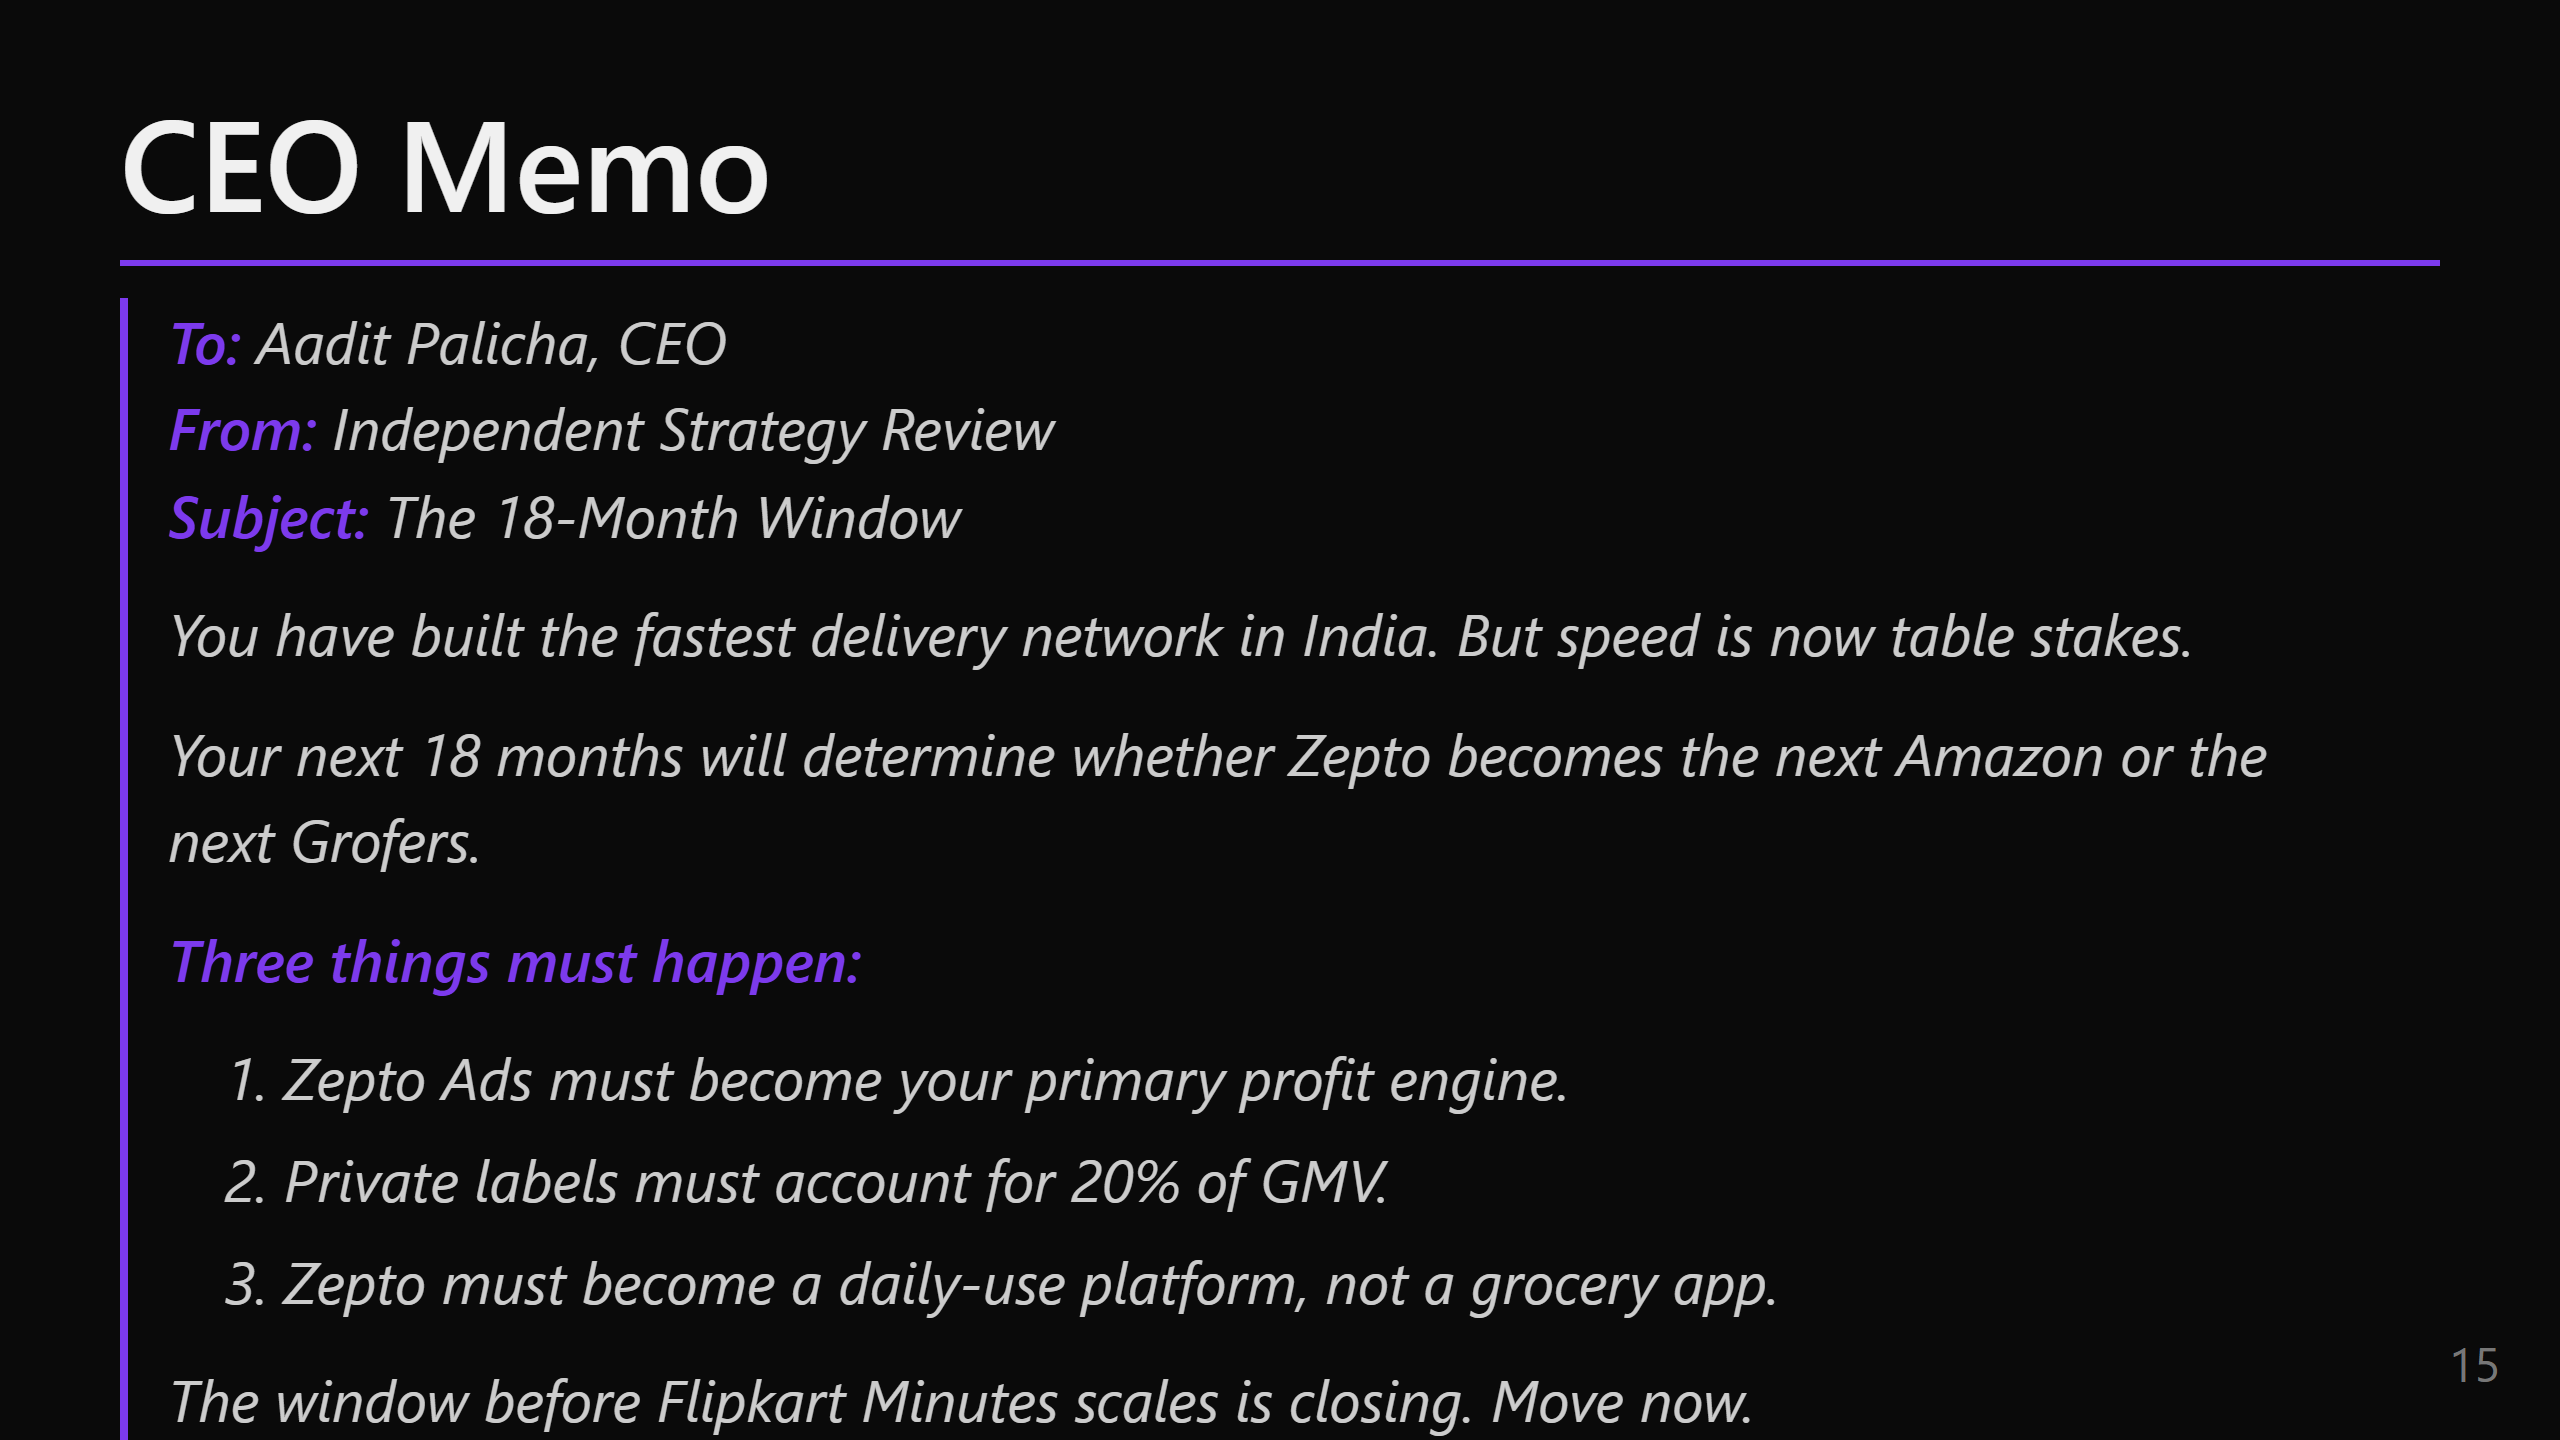 CEO Memo
To: Aadit Palicha, CEO
From: Independent Strategy Review
Subject: The 18-Month Window
You have built the fastest delivery network in India. But speed is now table stakes.
Your next 18 months will determine whether Zepto becomes the next Amazon or the
next Grofers.
Three things must happen:
1. Zepto Ads must become your primary profit engine.
2. Private labels must account for 20% of GMV.
3. Zepto must become a daily-use platform, not a grocery app.
The window before Flipkart Minutes scales is closing. Move now.
15